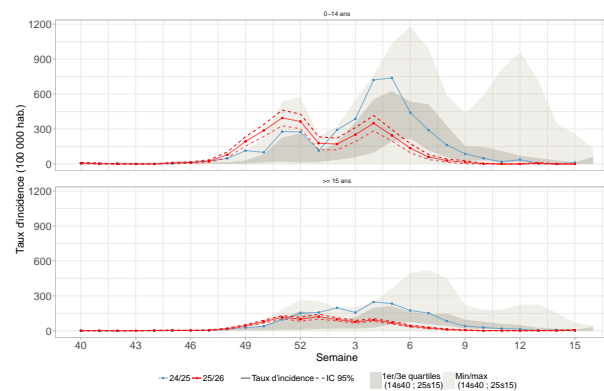 0−14 ans
1200
900
600
300
0
>= 15 ans
1200
900
600
300
0
Taux d'incidence (100 000 hab.)
40 43 46 49 52 3 6 9 12 15
Semaine
24/25 25/26 Taux d'incidence IC 95% 1er/3e quartiles Min/max
(14s40 ; 25s15) (14s40 ; 25s15)